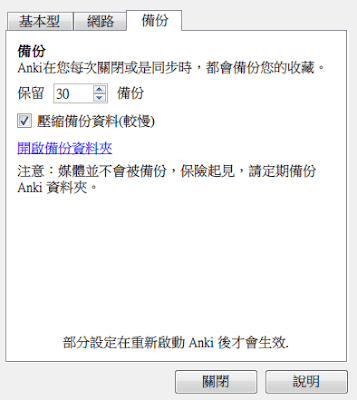 基本型 網路 備份
備份
Anki在您每次關閉或是同步時，都會備份您的收藏。
保留 30 備份
壓縮備份資料(較慢)
開啟備份資料夾
注意：媒體並不會被備份，保險起見，請定期備份
Anki 資料夾。
部分設定在重新啟動 Anki 後才會生效.
關閉 說明